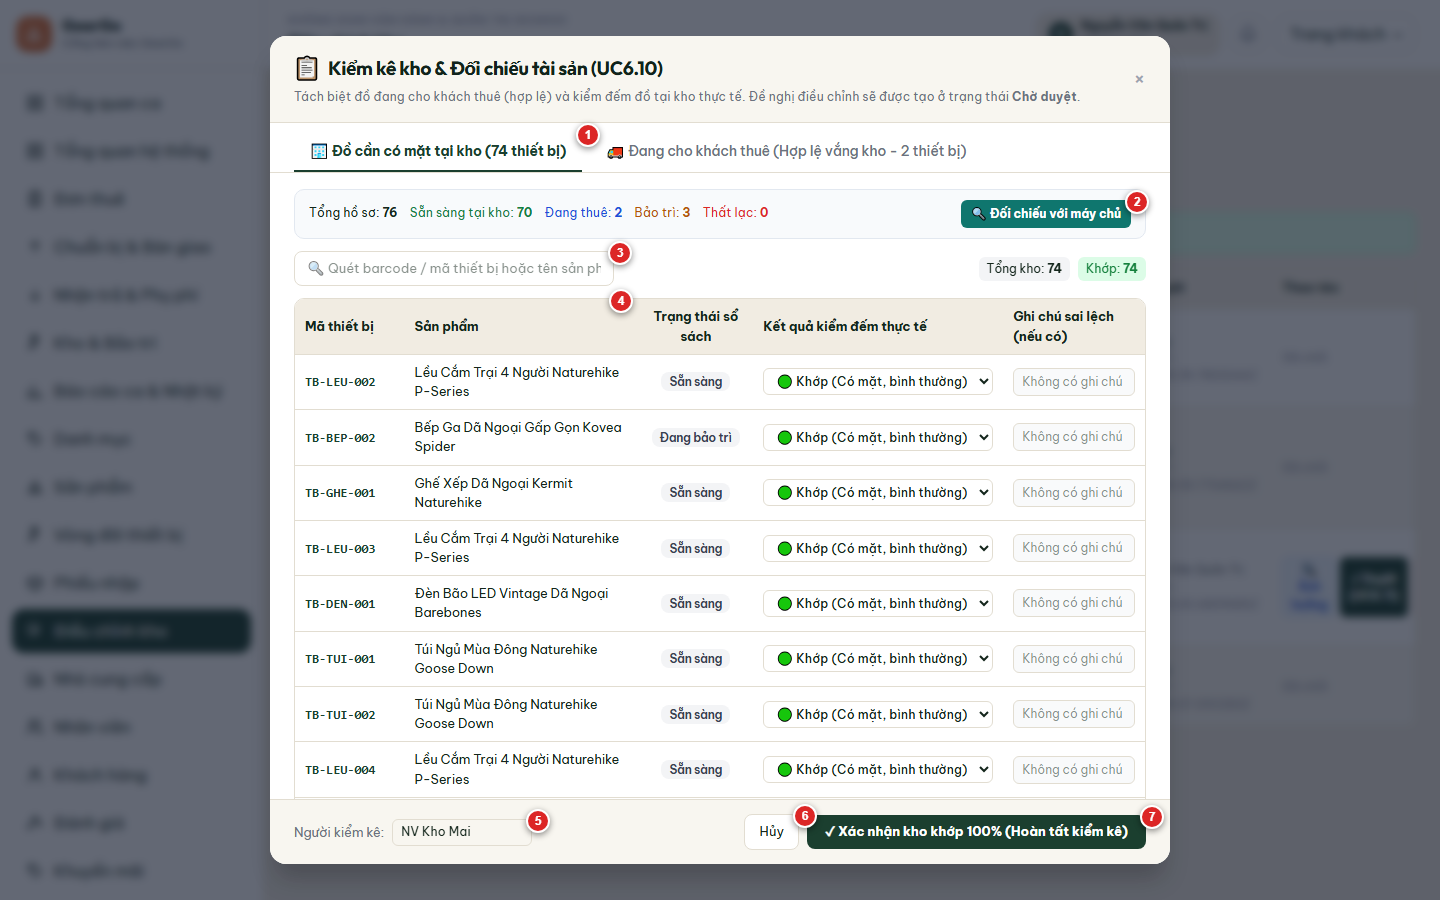 Kiểm kê kho & Đối chiếu tài sản (UC6.10)
×
Tách biệt đồ đang cho khách thuê (hợp lệ) và kiểm đếm đồ tại kho thực tế. Đề nghị điều chỉnh sẽ được tạo ở trạng thái Chờ duyệt.
Đồ cần có mặt tại kho (74 thiết bị) 1
Đang cho khách thuê (Hợp lệ vắng kho - 2 thiết bị)
Tổng hồ sơ: 76 Sẵn sàng tại kho: 70 Đang thuê: 2 Bảo trì: 3 Thất lạc: 0
Đối chiếu với máy chủ 2
Quét barcode / mã thiết bị hoặc tên sản ph 3
Tổng kho: 74 Khớp: 74
4
Mã thiết bị Sản phẩm Trạng thái sổ sách Kết quả kiểm đếm thực tế Ghi chú sai lệch (nếu có)
TB-LEU-002 Lều Cắm Trại 4 Người Naturehike P-Series Sẵn sàng Khớp (Có mặt, bình thường) Không có ghi chú
TB-BEP-002 Bếp Ga Dã Ngoại Gấp Gọn Kovea Spider Đang bảo trì Khớp (Có mặt, bình thường) Không có ghi chú
TB-GHE-001 Ghế Xếp Dã Ngoại Kermit Naturehike Sẵn sàng Khớp (Có mặt, bình thường) Không có ghi chú
TB-LEU-003 Lều Cắm Trại 4 Người Naturehike P-Series Sẵn sàng Khớp (Có mặt, bình thường) Không có ghi chú
TB-DEN-001 Đèn Bão LED Vintage Dã Ngoại Barebones Sẵn sàng Khớp (Có mặt, bình thường) Không có ghi chú
TB-TUI-001 Túi Ngủ Mùa Đông Naturehike Goose Down Sẵn sàng Khớp (Có mặt, bình thường) Không có ghi chú
TB-TUI-002 Túi Ngủ Mùa Đông Naturehike Goose Down Sẵn sàng Khớp (Có mặt, bình thường) Không có ghi chú
TB-LEU-004 Lều Cắm Trại 4 Người Naturehike P-Series Sẵn sàng Khớp (Có mặt, bình thường) Không có ghi chú
Người kiểm kê: NV Kho Mai 5
Hủy 6
✓ Xác nhận kho khớp 100% (Hoàn tất kiểm kê) 7